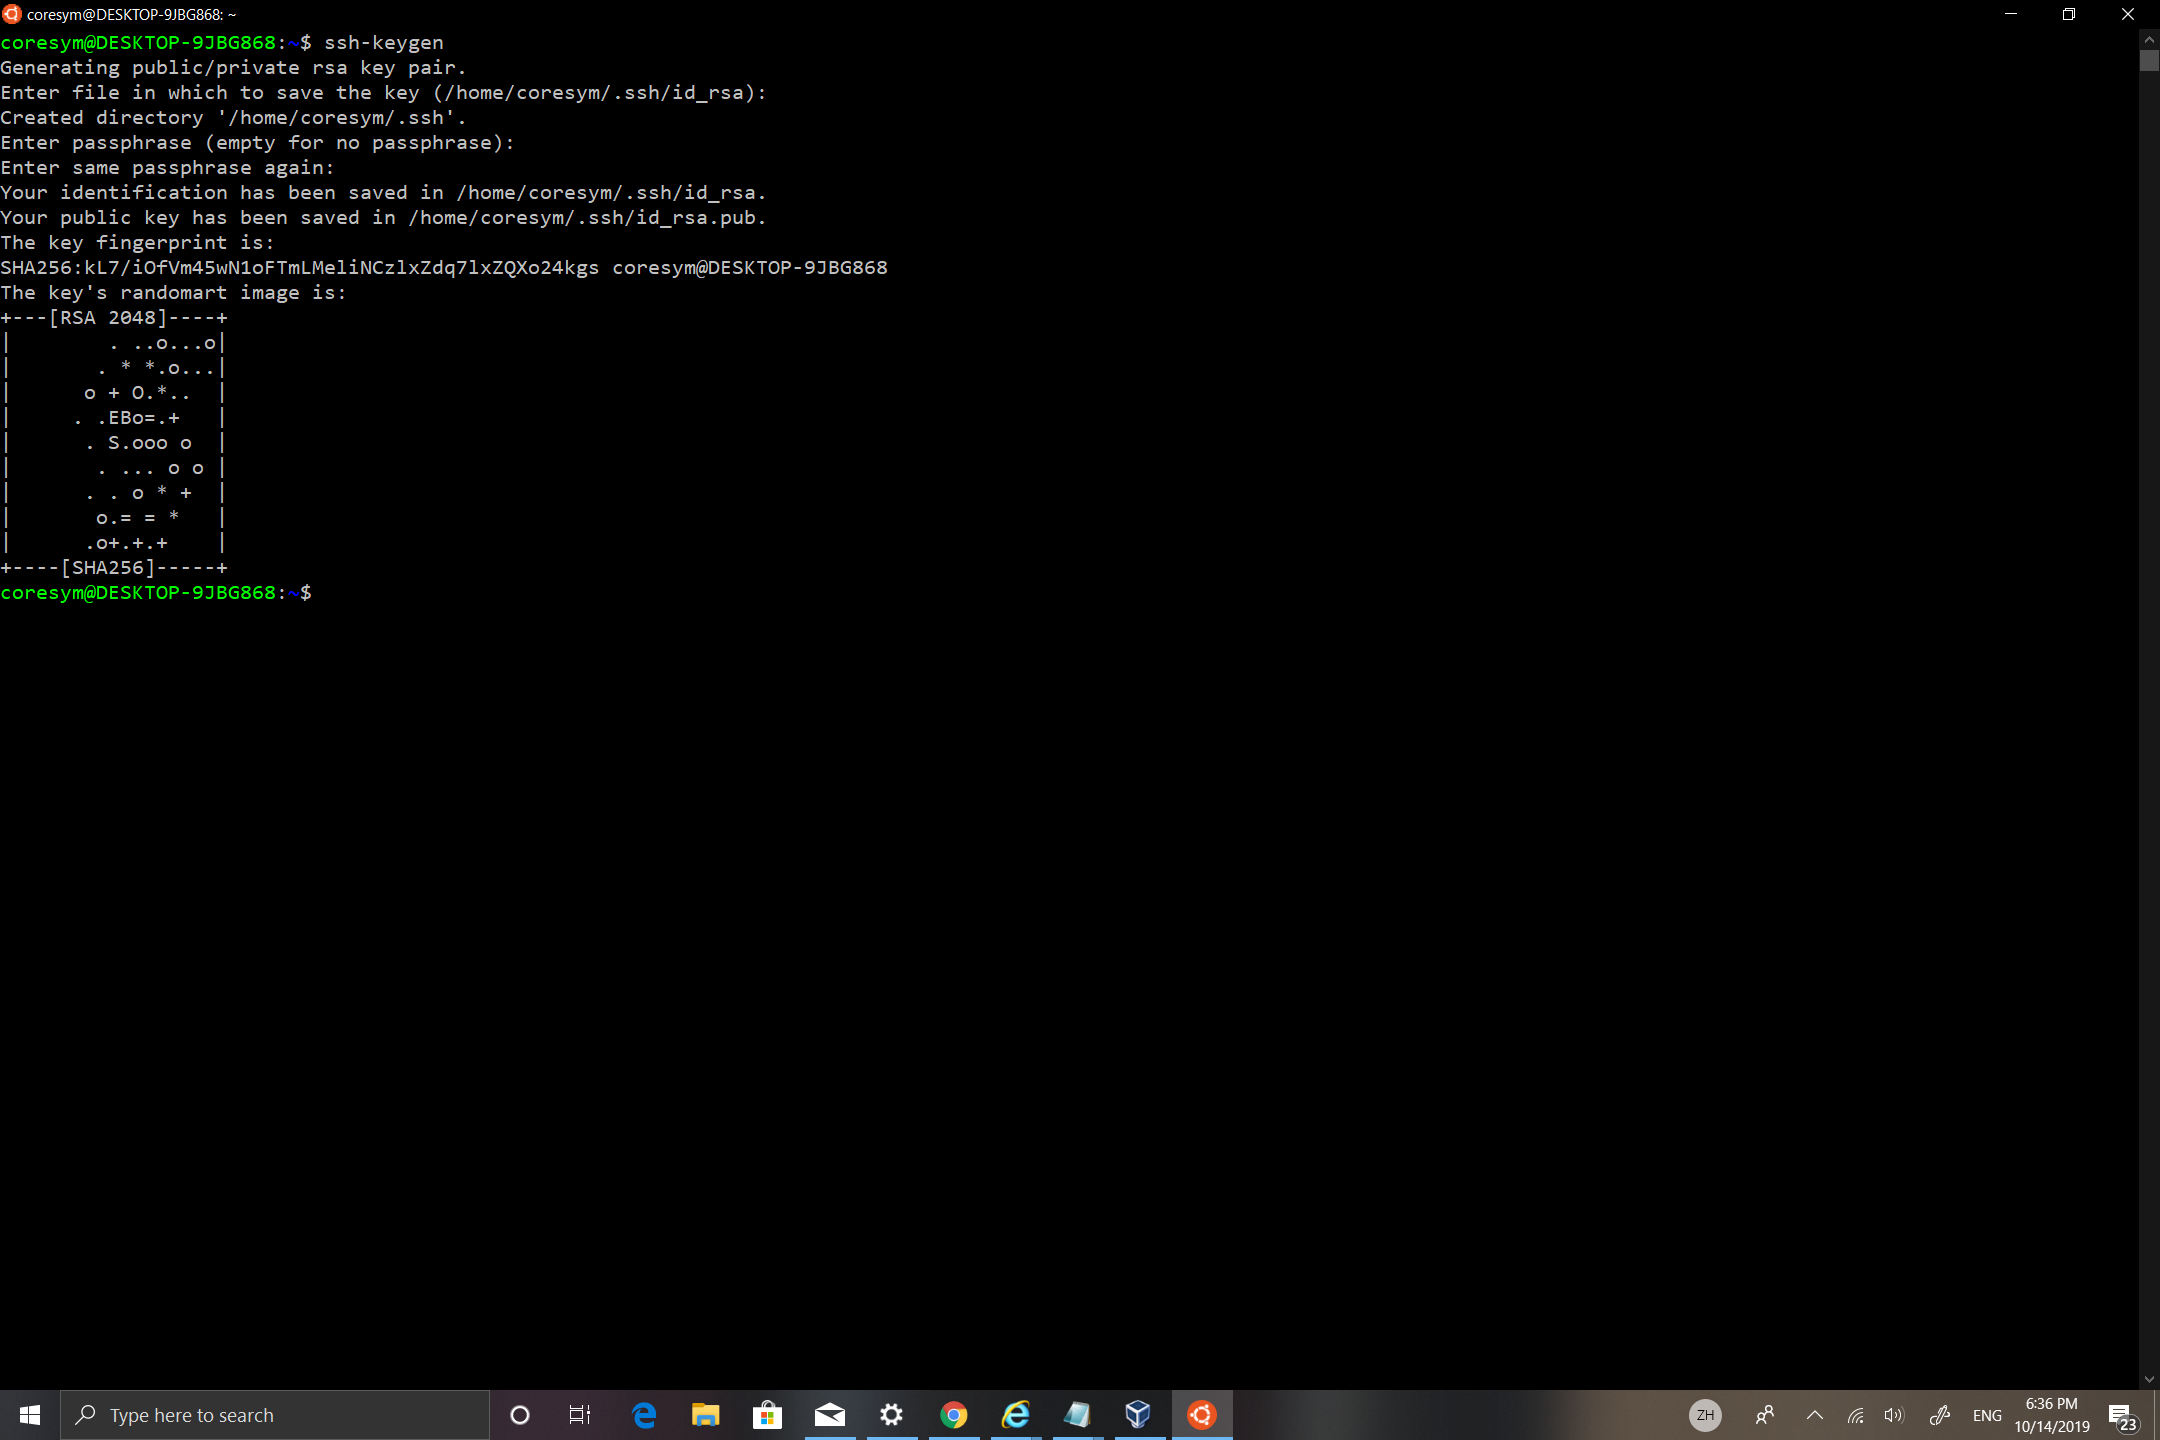 coresym@DESKTOP-9JBG868: ~
coresym@DESKTOP-9JBG868:~$ ssh-keygen
Generating public/private rsa key pair.
Enter file in which to save the key (/home/coresym/.ssh/id_rsa):
Created directory '/home/coresym/.ssh'.
Enter passphrase (empty for no passphrase):
Enter same passphrase again:
Your identification has been saved in /home/coresym/.ssh/id_rsa.
Your public key has been saved in /home/coresym/.ssh/id_rsa.pub.
The key fingerprint is:
SHA256:kL7/iOfVm45wN1oFTmLMeliNCzlxZdq7lxZQXo24kgs coresym@DESKTOP-9JBG868
The key's randomart image is:
+---[RSA 2048]----+
|        . ..o...o|
|       . * *.o...|
|      o + O.*..  |
|     . .EBo=.+   |
|      . S.ooo o  |
|       . ... o o |
|      . . o * +  |
|       o.= = *   |
|      .o+.+.+    |
+----[SHA256]-----+
coresym@DESKTOP-9JBG868:~$
Type here to search
ZH
ENG
6:36 PM
10/14/2019
23